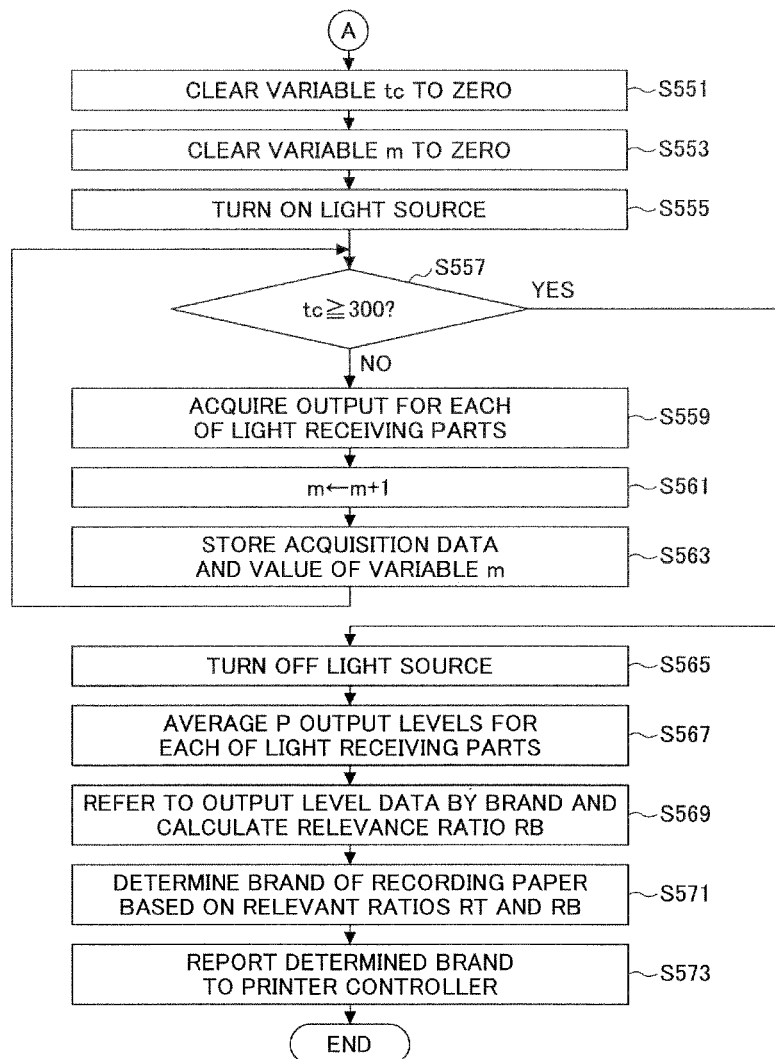 A
CLEAR VARIABLE tc TO ZERO
S551
CLEAR VARIABLE m TO ZERO
S553
TURN ON LIGHT SOURCE
S555
S557
tc≧300?
YES
NO
ACQUIRE OUTPUT FOR EACH
OF LIGHT RECEIVING PARTS
S559
m←m+1
S561
STORE ACQUISITION DATA
AND VALUE OF VARIABLE m
S563
TURN OFF LIGHT SOURCE
S565
AVERAGE P OUTPUT LEVELS FOR
EACH OF LIGHT RECEIVING PARTS
S567
REFER TO OUTPUT LEVEL DATA BY BRAND AND
CALCULATE RELEVANCE RATIO RB
S569
DETERMINE BRAND OF RECORDING PAPER
BASED ON RELEVANT RATIOS RT AND RB
S571
REPORT DETERMINED BRAND
TO PRINTER CONTROLLER
S573
END